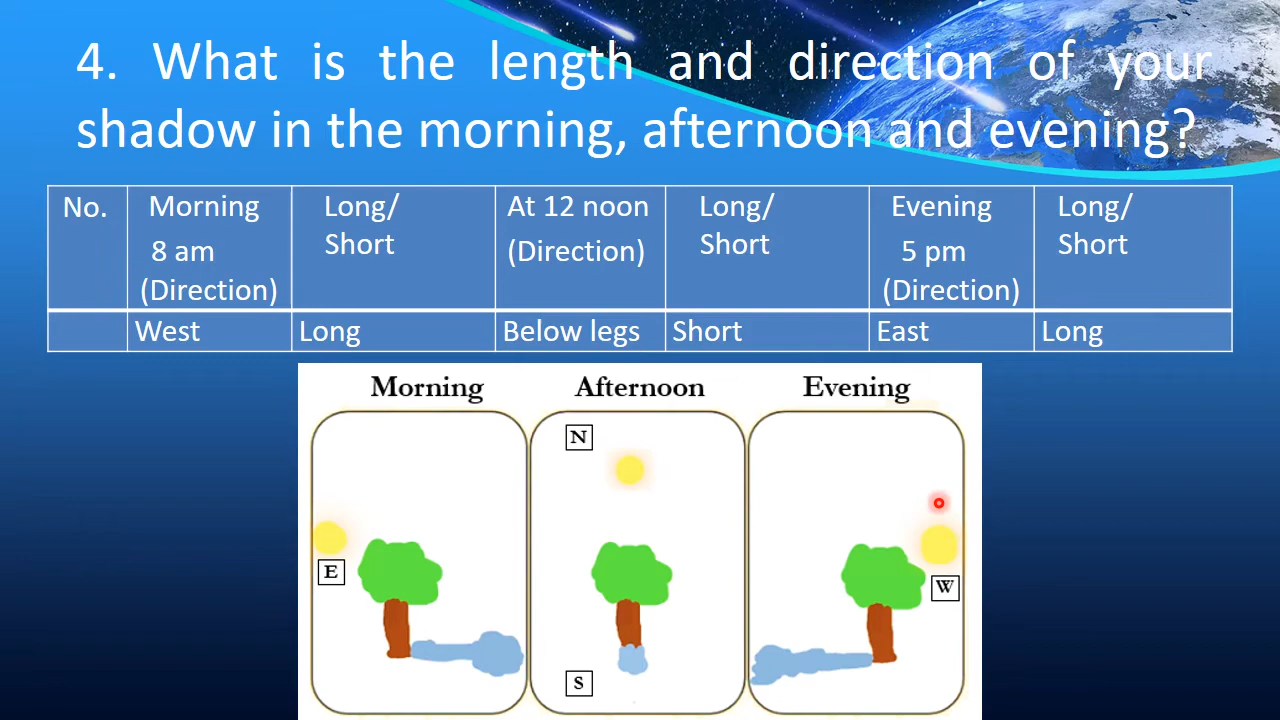 4. What is the length and direction of your
shadow in the morning, afternoon and evening?
No.
Morning
8 am
(Direction)
Long/
Short
At 12 noon
(Direction)
Long/
Short
Evening
5 pm
(Direction)
Long/
Short
West
Long
Below legs
Short
East
Long
Morning
Afternoon
Evening
N
E
W
S